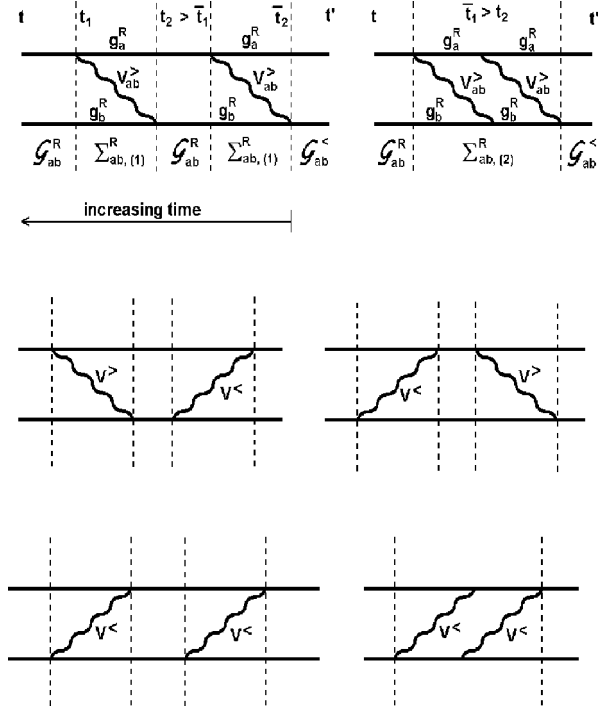 t t₁ t₂ > t̅₁ t̅₂ t'
g_a^R g_a^R
V_ab^> V_ab^>
g_b^R g_b^R
𝒢_ab^R Σ_ab,(1)^R 𝒢_ab^R Σ_ab,(1)^R 𝒢_ab^<
t t̅₁ > t₂ t'
g_a^R g_a^R
V_ab^> V_ab^>
g_b^R g_b^R
𝒢_ab^R Σ_ab,(2)^R 𝒢_ab^<
increasing time
V^> V^<
V^< V^>
V^< V^<
V^< V^<